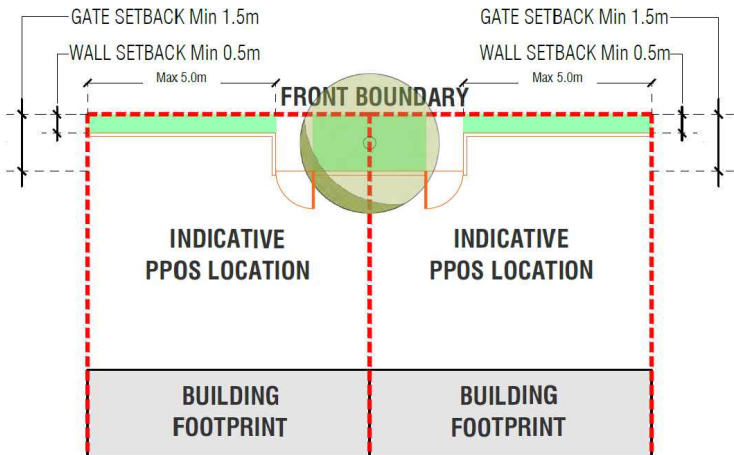 GATE SETBACK Min 1.5m
GATE SETBACK Min 1.5m
WALL SETBACK Min 0.5m
WALL SETBACK Min 0.5m
Max 5.0m
Max 5.0m
FRONT BOUNDARY
INDICATIVE
PPOS LOCATION
INDICATIVE
PPOS LOCATION
BUILDING
FOOTPRINT
BUILDING
FOOTPRINT